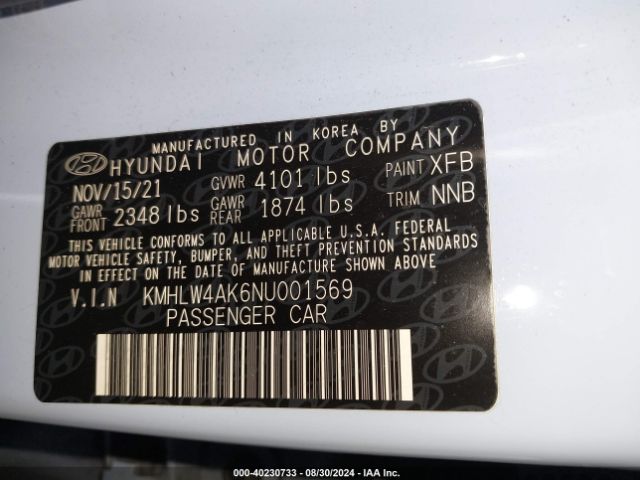 MANUFACTURED IN KOREA BY
HYUNDAI MOTOR COMPANY
NOV/15/21 GVWR 4101 lbs PAINT XFB
GAWR FRONT 2348 lbs GAWR REAR 1874 lbs TRIM NNB
THIS VEHICLE CONFORMS TO ALL APPLICABLE U.S.A. FEDERAL
MOTOR VEHICLE SAFETY, BUMPER, AND THEFT PREVENTION STANDARDS
IN EFFECT ON THE DATE OF MANUFACTURE SHOWN ABOVE.
V.I.N KMHLW4AK6NU001569
PASSENGER CAR
000-40230733 - 08/30/2024 - IAA Inc.